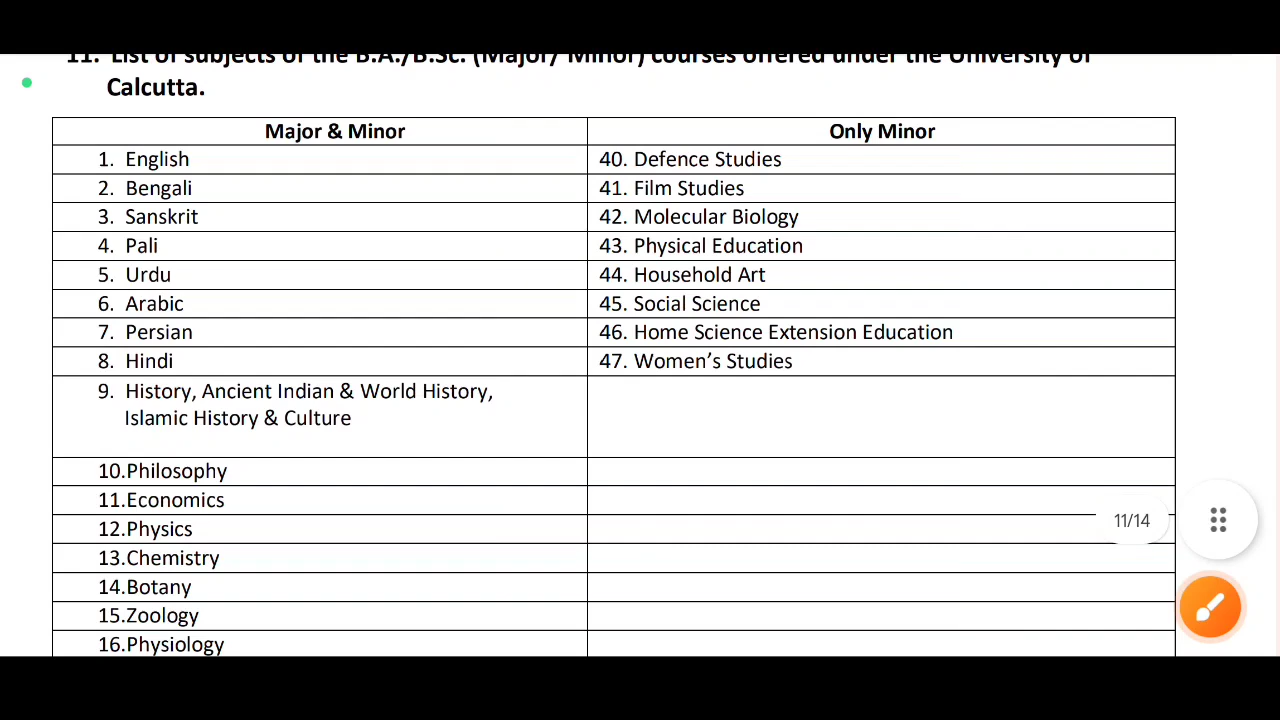 11. List of subjects of the B.A./B.Sc. (Major/ Minor) courses offered under the University of
Calcutta.
Major & Minor
Only Minor
1. English
40. Defence Studies
2. Bengali
41. Film Studies
3. Sanskrit
42. Molecular Biology
4. Pali
43. Physical Education
5. Urdu
44. Household Art
6. Arabic
45. Social Science
7. Persian
46. Home Science Extension Education
8. Hindi
47. Women’s Studies
9. History, Ancient Indian & World History,
Islamic History & Culture
10.Philosophy
11.Economics
12.Physics
11/14
13.Chemistry
14.Botany
15.Zoology
16.Physiology